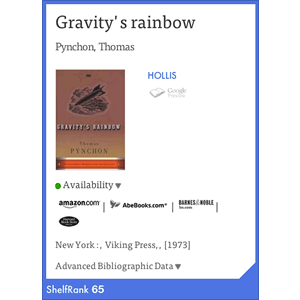 Gravity's rainbow
Pynchon, Thomas
HOLLIS
Google
Preview
GRAVITY'S RAINBOW
Thomas
PYNCHON
Availability ▼
amazon.com
AbeBooks.com
BARNES&NOBLE
New York :, Viking Press,, [1973]
Advanced Bibliographic Data ▼
ShelfRank 65